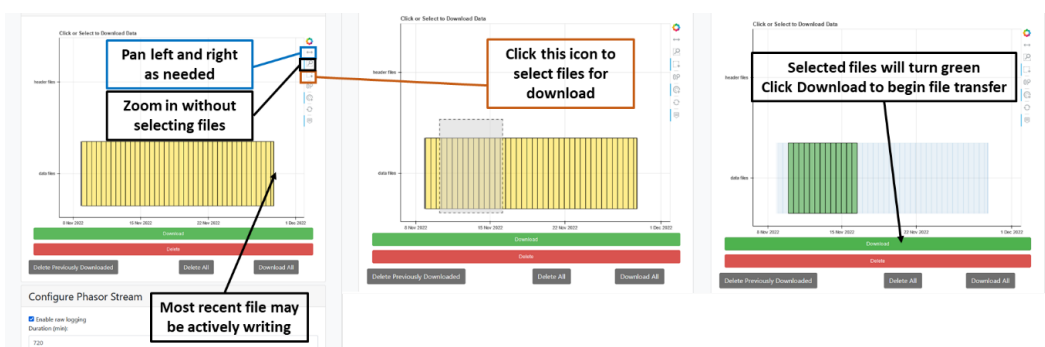 Click or Select to Download Data
Pan left and right
as needed
header files
Zoom in without
selecting files
data files
8 Nov 2022
15 Nov 2022
22 Nov 2022
1 Dec 2022
Download
Delete
Delete Previously Downloaded
Delete All
Download All
Configure Phasor Stream
Enable raw logging
Duration (min):
720
Most recent file may
be actively writing
Click or Select to Download Data
Click this icon to
select files for
download
header files
data files
8 Nov 2022
15 Nov 2022
22 Nov 2022
1 Dec 2022
Download
Delete
Delete Previously Downloaded
Delete All
Download All
Click or Select to Download Data
Selected files will turn green
Click Download to begin file transfer
header files
data files
8 Nov 2022
15 Nov 2022
22 Nov 2022
1 Dec 2022
Download
Delete
Delete Previously Downloaded
Delete All
Download All